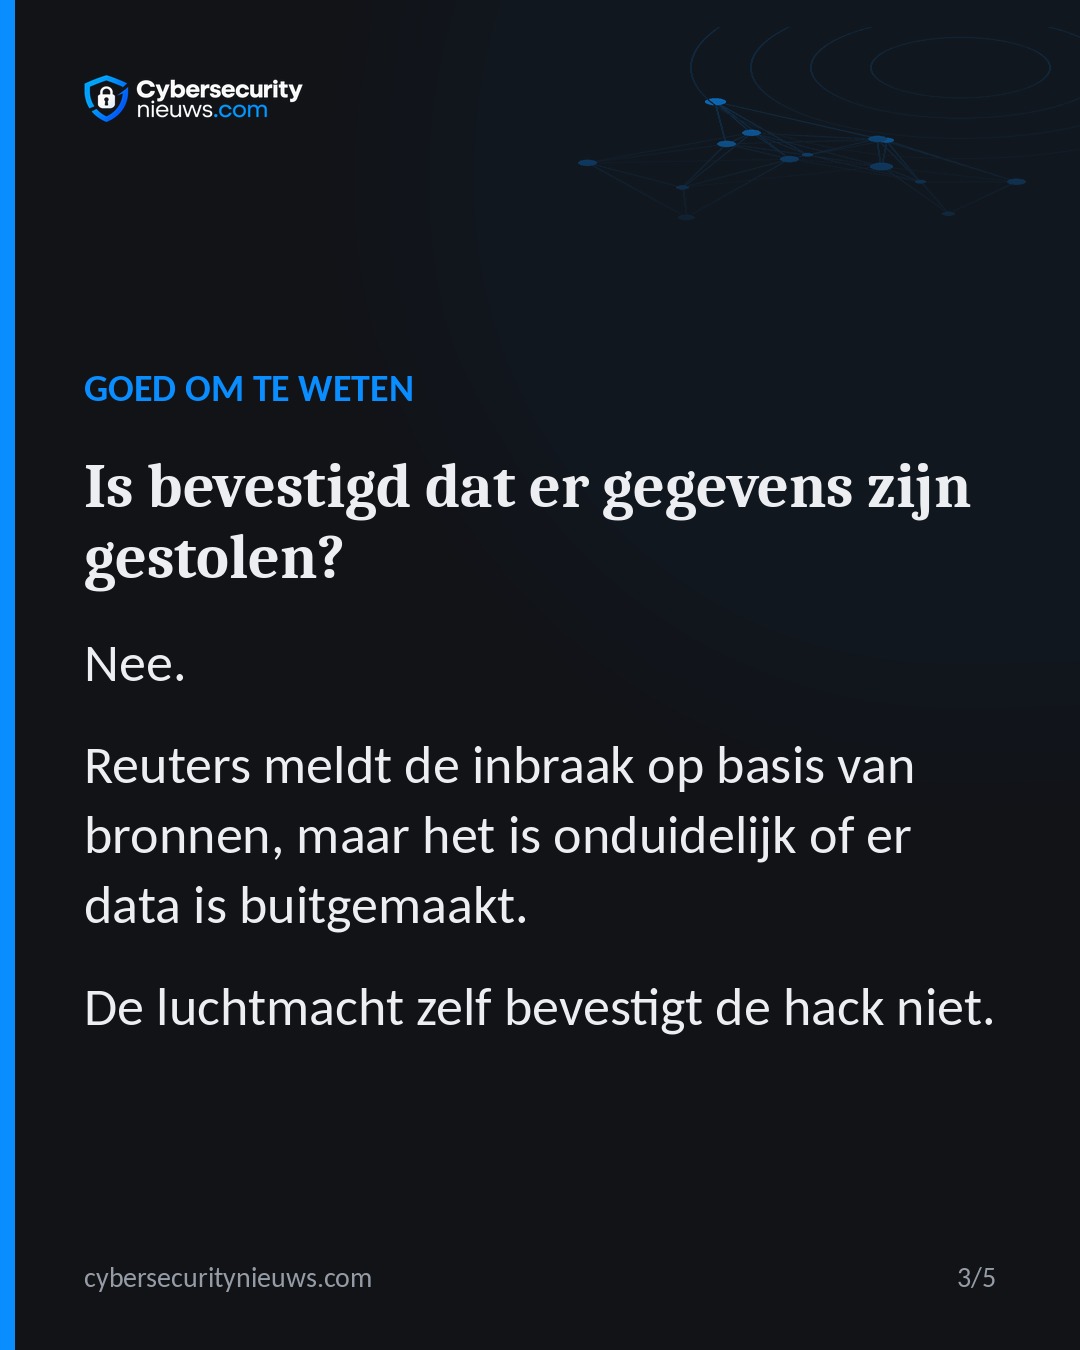 Cybersecurity
nieuws.com
GOED OM TE WETEN
Is bevestigd dat er gegevens zijn
gestolen?
Nee.
Reuters meldt de inbraak op basis van
bronnen, maar het is onduidelijk of er
data is buitgemaakt.
De luchtmacht zelf bevestigt de hack niet.
cybersecuritynieuws.com
3/5